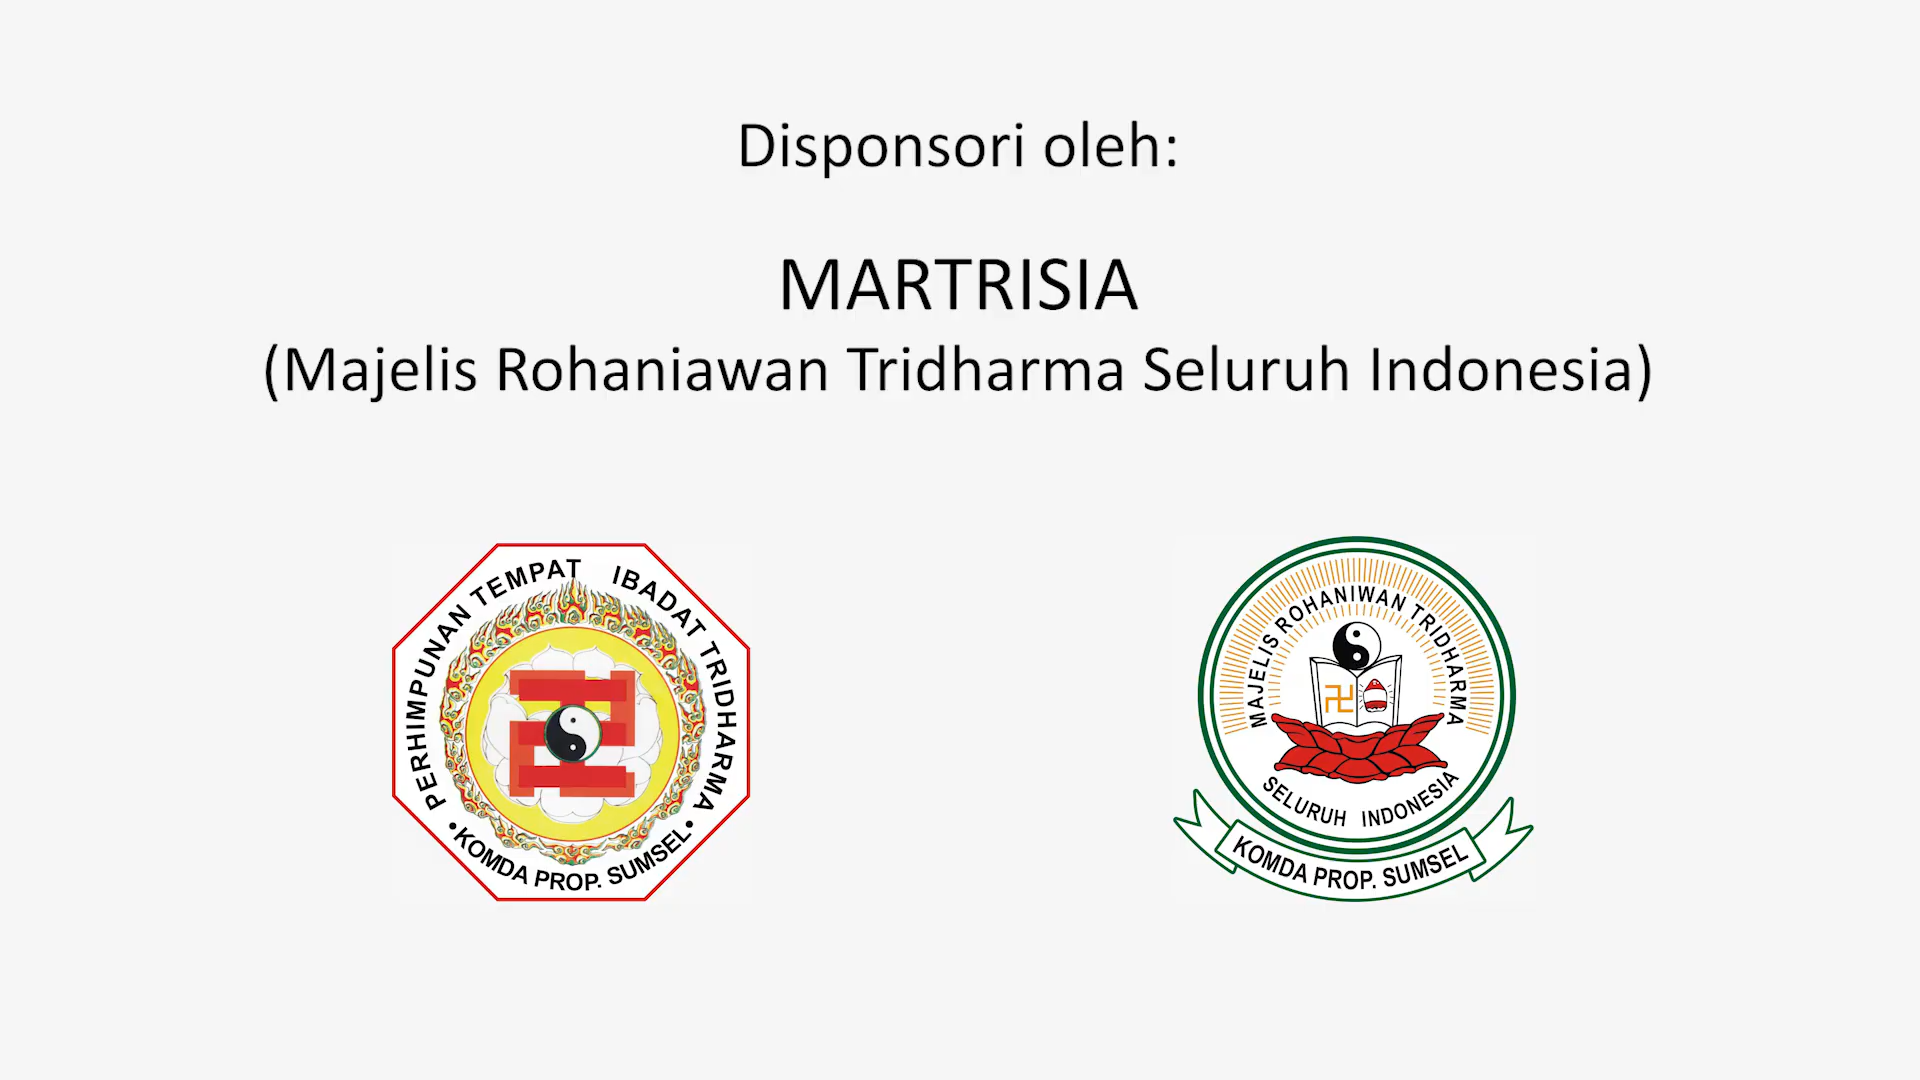 Disponsori oleh:
MARTRISIA
(Majelis Rohaniawan Tridharma Seluruh Indonesia)
PERHIMPUNAN TEMPAT IBADAT TRIDHARMA
• KOMDA PROP. SUMSEL •
MAJELIS ROHANIWAN TRIDHARMA
SELURUH INDONESIA
KOMDA PROP. SUMSEL